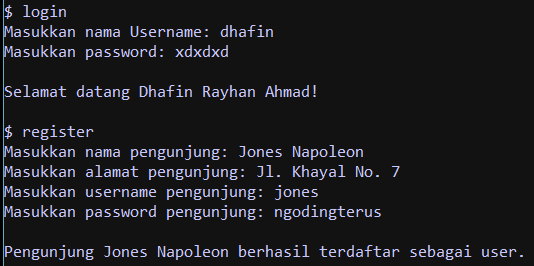 $ login
Masukkan nama Username: dhafin
Masukkan password: xdxdxd
Selamat datang Dhafin Rayhan Ahmad!
$ register
Masukkan nama pengunjung: Jones Napoleon
Masukkan alamat pengunjung: Jl. Khayal No. 7
Masukkan username pengunjung: jones
Masukkan password pengunjung: ngodingterus
Pengunjung Jones Napoleon berhasil terdaftar sebagai user.